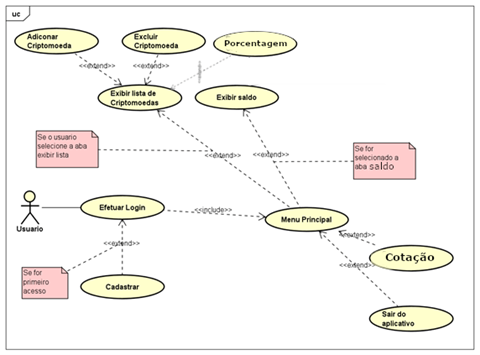 uc
Adiconar
Criptomoeda
Excluir
Criptomoeda
Porcentagem
<<extend>>
<<extend>>
Exibir lista de
Criptomoedas
Exibir saldo
Se o usuario
selecione a aba
exibir lista
<<extend>>
<<extend>>
Se for
selecionado a
aba saldo
Usuario
Efetuar Login
<<include>>
Menu Principal
<<extend>>
<<extend>>
Cotação
<<extend>>
Se for
primeiro
acesso
Cadastrar
Sair do
aplicativo